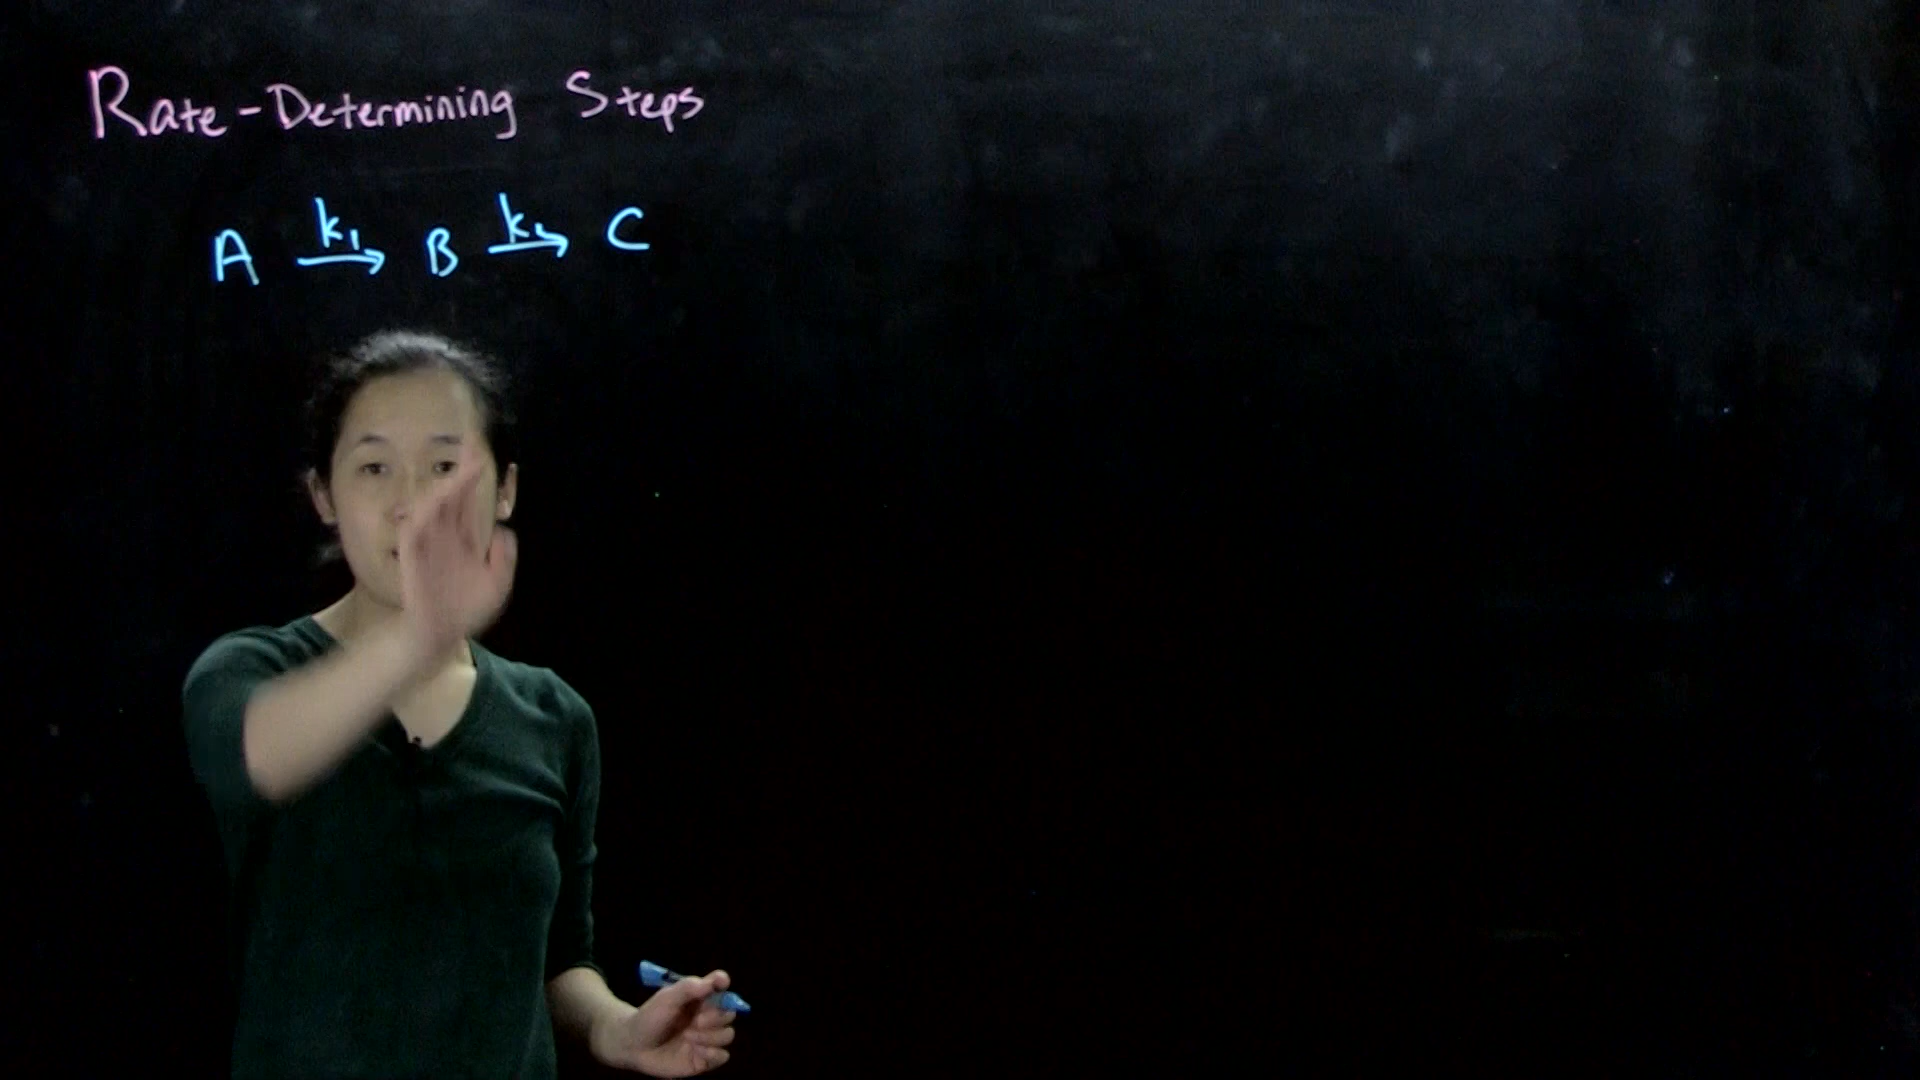 Rate-Determining Steps
A k₁→ B k₂→ C